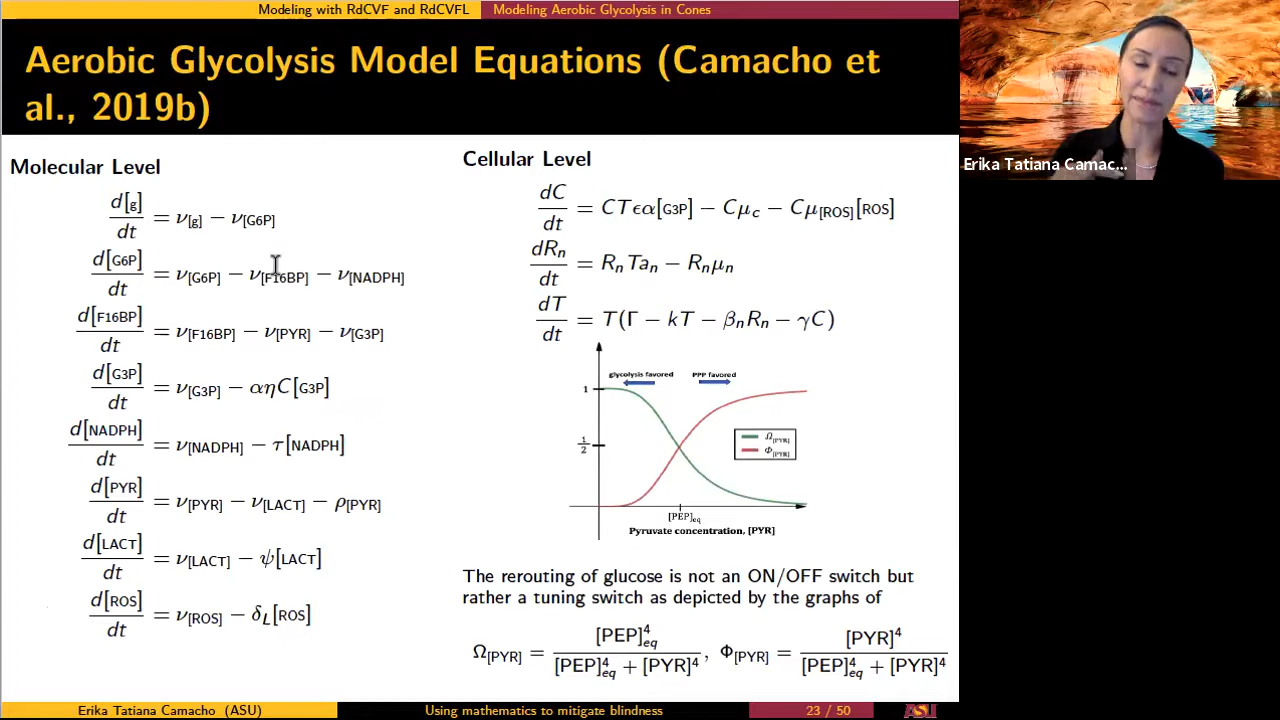 Modeling with RdCVF and RdCVFL
Modeling Aerobic Glycolysis in Cones
Aerobic Glycolysis Model Equations (Camacho et
al., 2019b)
Molecular Level
d[g]/dt = ν[g] − ν[G6P]
d[G6P]/dt = ν[G6P] − ν[F16BP] − ν[NADPH]
d[F16BP]/dt = ν[F16BP] − ν[PYR] − ν[G3P]
d[G3P]/dt = ν[G3P] − αηC[G3P]
d[NADPH]/dt = ν[NADPH] − τ[NADPH]
d[PYR]/dt = ν[PYR] − ν[LACT] − ρ[PYR]
d[LACT]/dt = ν[LACT] − ψ[LACT]
d[ROS]/dt = ν[ROS] − δL[ROS]
Cellular Level
dC/dt = CTϵα[G3P] − Cμc − Cμ[ROS][ROS]
dRn/dt = RnTan − Rnμn
dT/dt = T(Γ − kT − βnRn − γC)
glycolysis favored
PPP favored
1
1/2
Ω[PYR]
Φ[PYR]
[PEP]eq
Pyruvate concentration, [PYR]
The rerouting of glucose is not an ON/OFF switch but
rather a tuning switch as depicted by the graphs of
Ω[PYR] = [PEP]⁴eq / [PEP]⁴eq + [PYR]⁴, Φ[PYR] = [PYR]⁴ / [PEP]⁴eq + [PYR]⁴
Erika Tatiana Camacho (ASU)
Using mathematics to mitigate blindness
23 / 50
ASU
Erika Tatiana Camac...